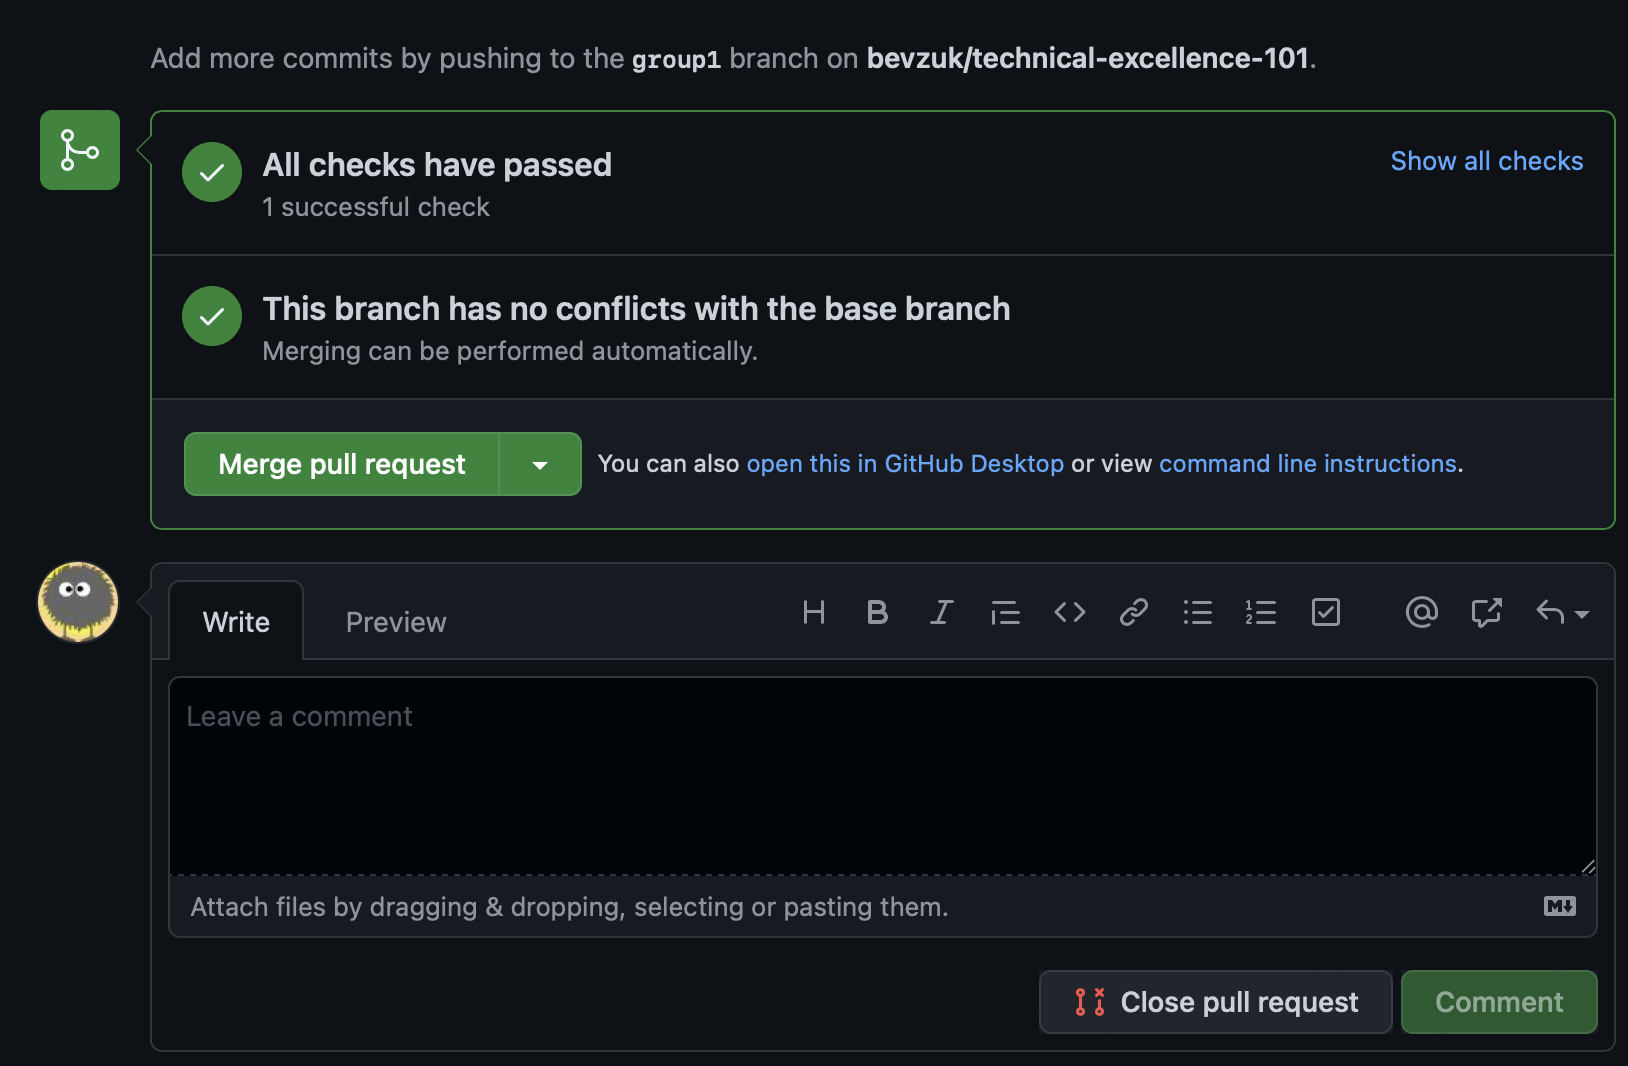 Add more commits by pushing to the group1 branch on bevzuk/technical-excellence-101.
All checks have passed
Show all checks
1 successful check
This branch has no conflicts with the base branch
Merging can be performed automatically.
Merge pull request
You can also open this in GitHub Desktop or view command line instructions.
Write
Preview
Leave a comment
Attach files by dragging & dropping, selecting or pasting them.
Close pull request
Comment